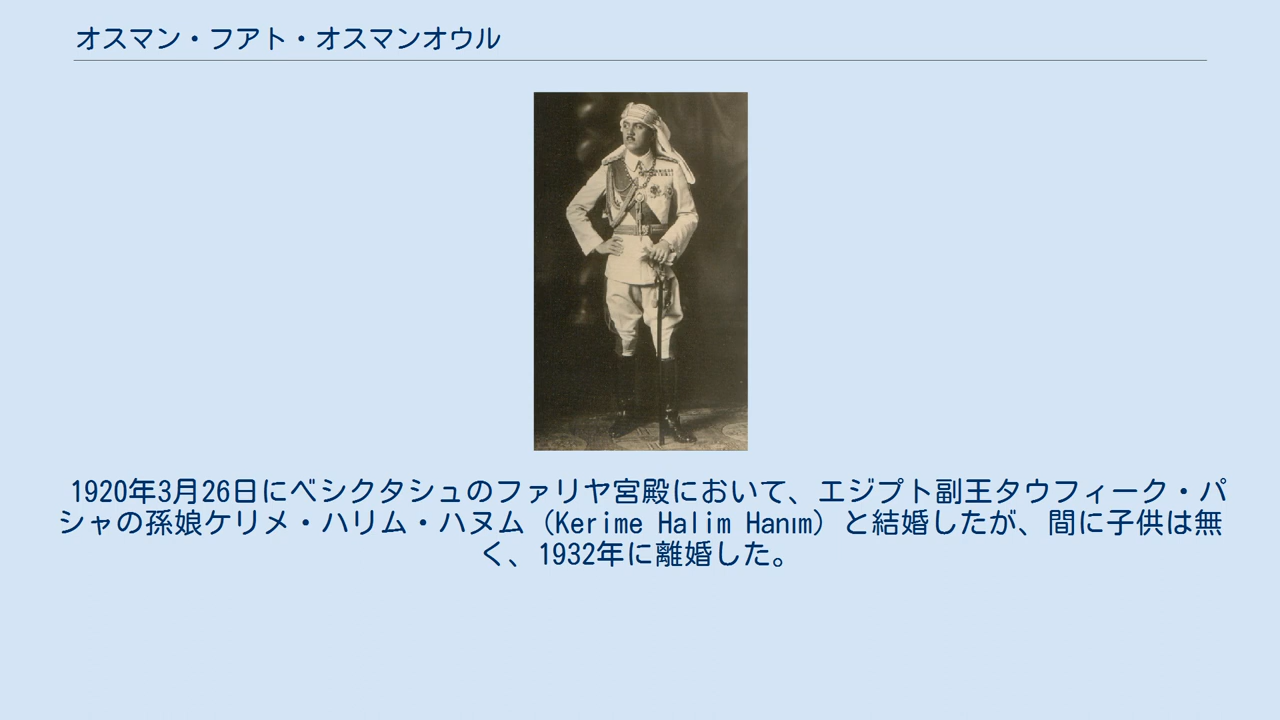 オスマン・フアト・オスマンオウル
1920年3月26日にベシクタシュのファリヤ宮殿において、エジプト副王タウフィーク・パ
シャの孫娘ケリメ・ハリム・ハヌム（Kerime Halim Hanım）と結婚したが、間に子供は無
く、1932年に離婚した。